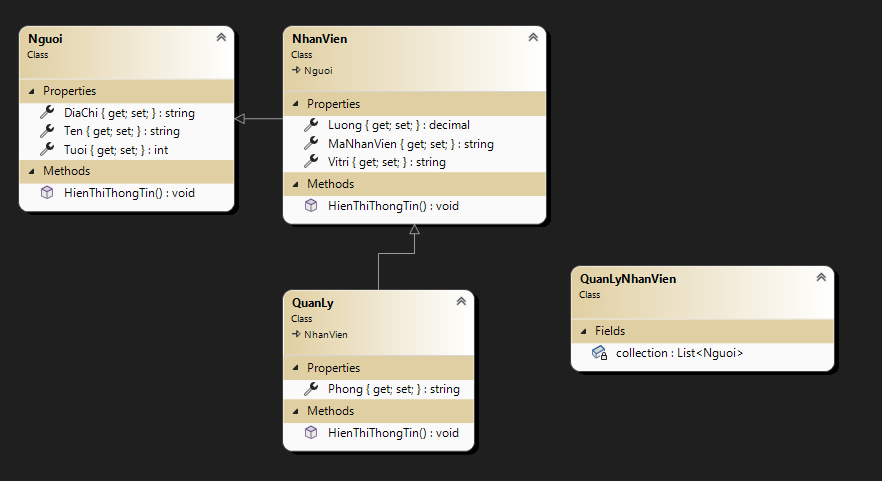 Nguoi
Class
Properties
DiaChi { get; set; } : string
Ten { get; set; } : string
Tuoi { get; set; } : int
Methods
HienThiThongTin() : void
NhanVien
Class
Nguoi
Properties
Luong { get; set; } : decimal
MaNhanVien { get; set; } : string
Vitri { get; set; } : string
Methods
HienThiThongTin() : void
QuanLy
Class
NhanVien
Properties
Phong { get; set; } : string
Methods
HienThiThongTin() : void
QuanLyNhanVien
Class
Fields
collection : List<Nguoi>